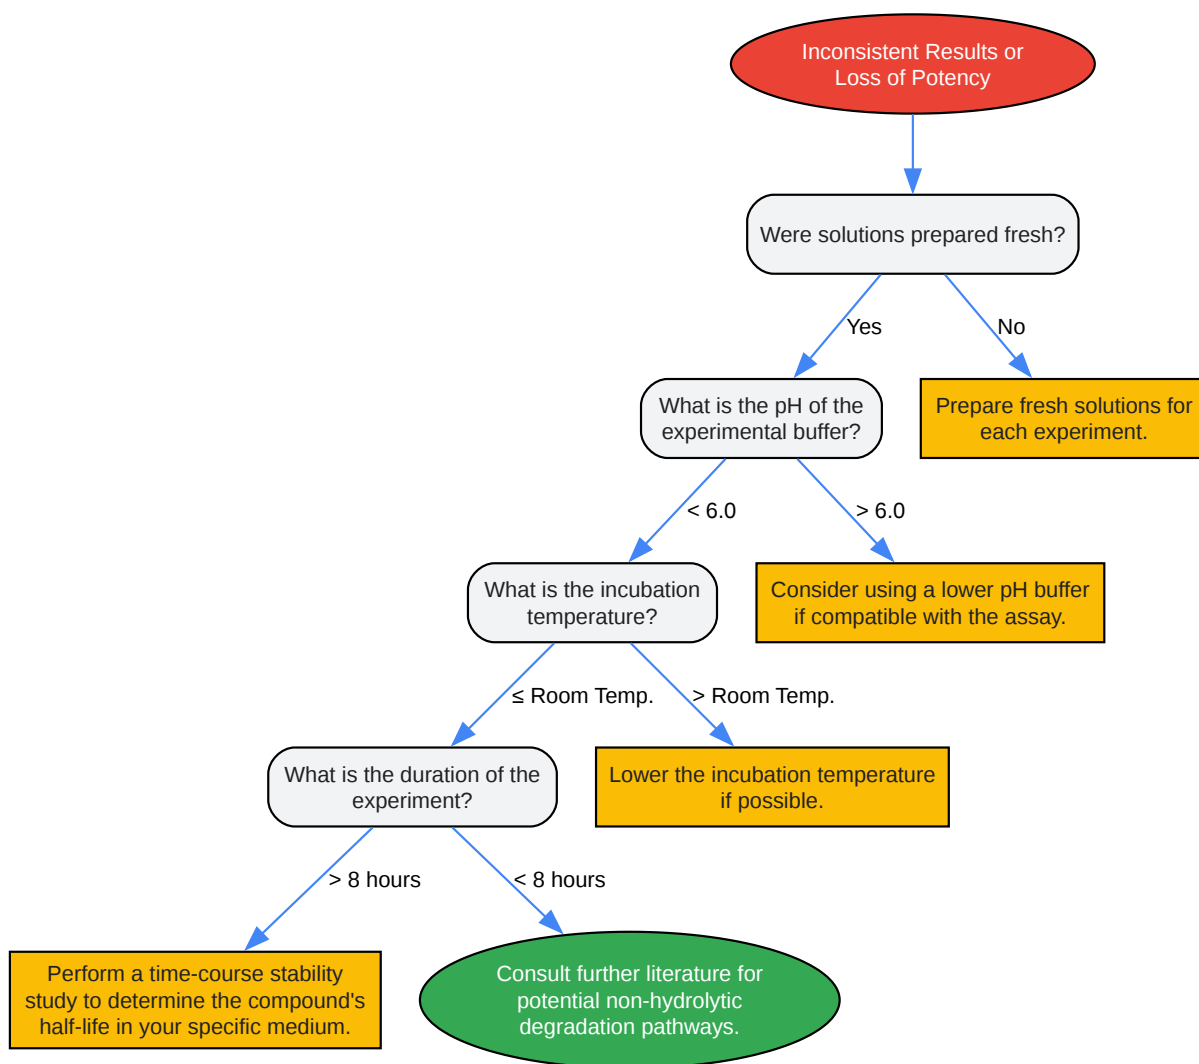 Inconsistent Results or
Loss of Potency
Were solutions prepared fresh?
Yes
No
What is the pH of the
experimental buffer?
Prepare fresh solutions for
each experiment.
< 6.0
> 6.0
What is the incubation
temperature?
Consider using a lower pH buffer
if compatible with the assay.
≤ Room Temp.
> Room Temp.
What is the duration of the
experiment?
Lower the incubation temperature
if possible.
> 8 hours
< 8 hours
Perform a time-course stability
study to determine the compound's
half-life in your specific medium.
Consult further literature for
potential non-hydrolytic
degradation pathways.